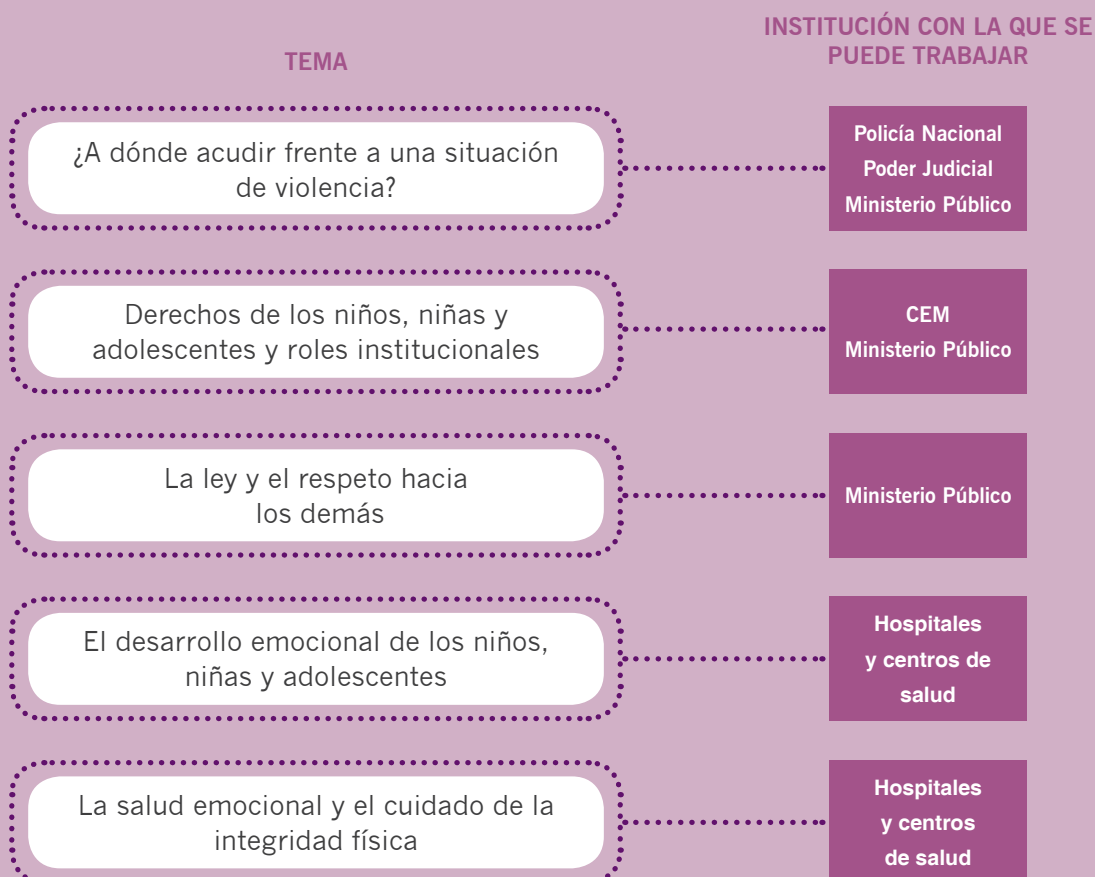 TEMA
INSTITUCIÓN CON LA QUE SE
PUEDE TRABAJAR
¿A dónde acudir frente a una situación
de violencia?
Policía Nacional
Poder Judicial
Ministerio Público
Derechos de los niños, niñas y
adolescentes y roles institucionales
CEM
Ministerio Público
La ley y el respeto hacia
los demás
Ministerio Público
El desarrollo emocional de los niños,
niñas y adolescentes
Hospitales
y centros de
salud
La salud emocional y el cuidado de la
integridad física
Hospitales
y centros
de salud